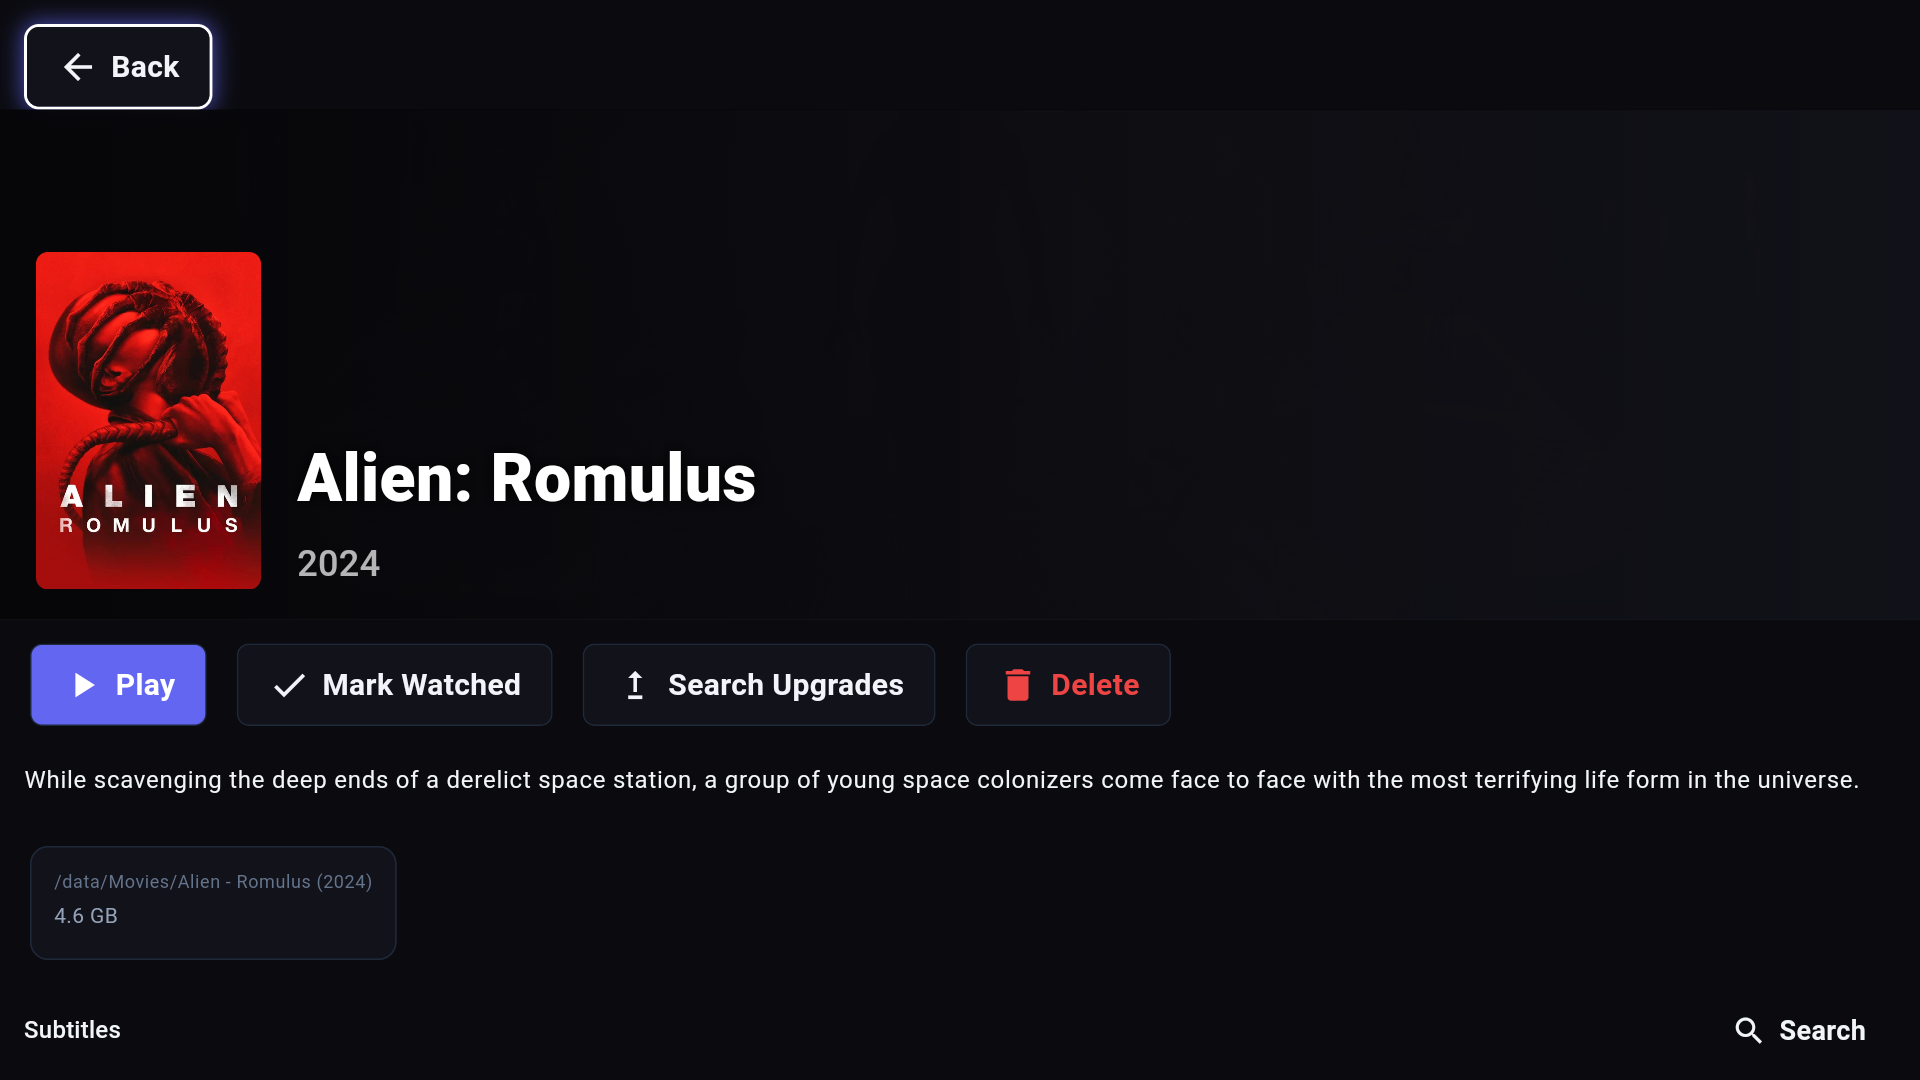 Back
ALIEN
ROMULUS
Alien: Romulus
2024
Play
Mark Watched
Search Upgrades
Delete
While scavenging the deep ends of a derelict space station, a group of young space colonizers come face to face with the most terrifying life form in the universe.
/data/Movies/Alien - Romulus (2024)
4.6 GB
Subtitles
Search